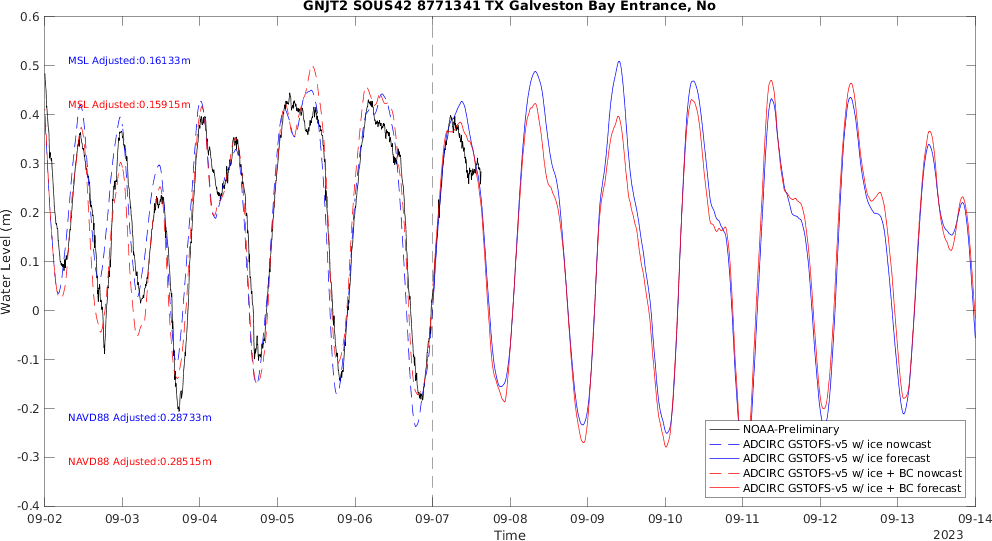 GNJT2 SOUS42 8771341 TX Galveston Bay Entrance, No
0.6
0.5
0.4
0.3
0.2
0.1
0
-0.1
-0.2
-0.3
-0.4
Water Level (m)
MSL Adjusted:0.16133m
MSL Adjusted:0.15915m
NAVD88 Adjusted:0.28733m
NAVD88 Adjusted:0.28515m
NOAA-Preliminary
ADCIRC GSTOFS-v5 w/ ice nowcast
ADCIRC GSTOFS-v5 w/ ice forecast
ADCIRC GSTOFS-v5 w/ ice + BC nowcast
ADCIRC GSTOFS-v5 w/ ice + BC forecast
09-02 09-03 09-04 09-05 09-06 09-07 09-08 09-09 09-10 09-11 09-12 09-13 09-14
Time
2023